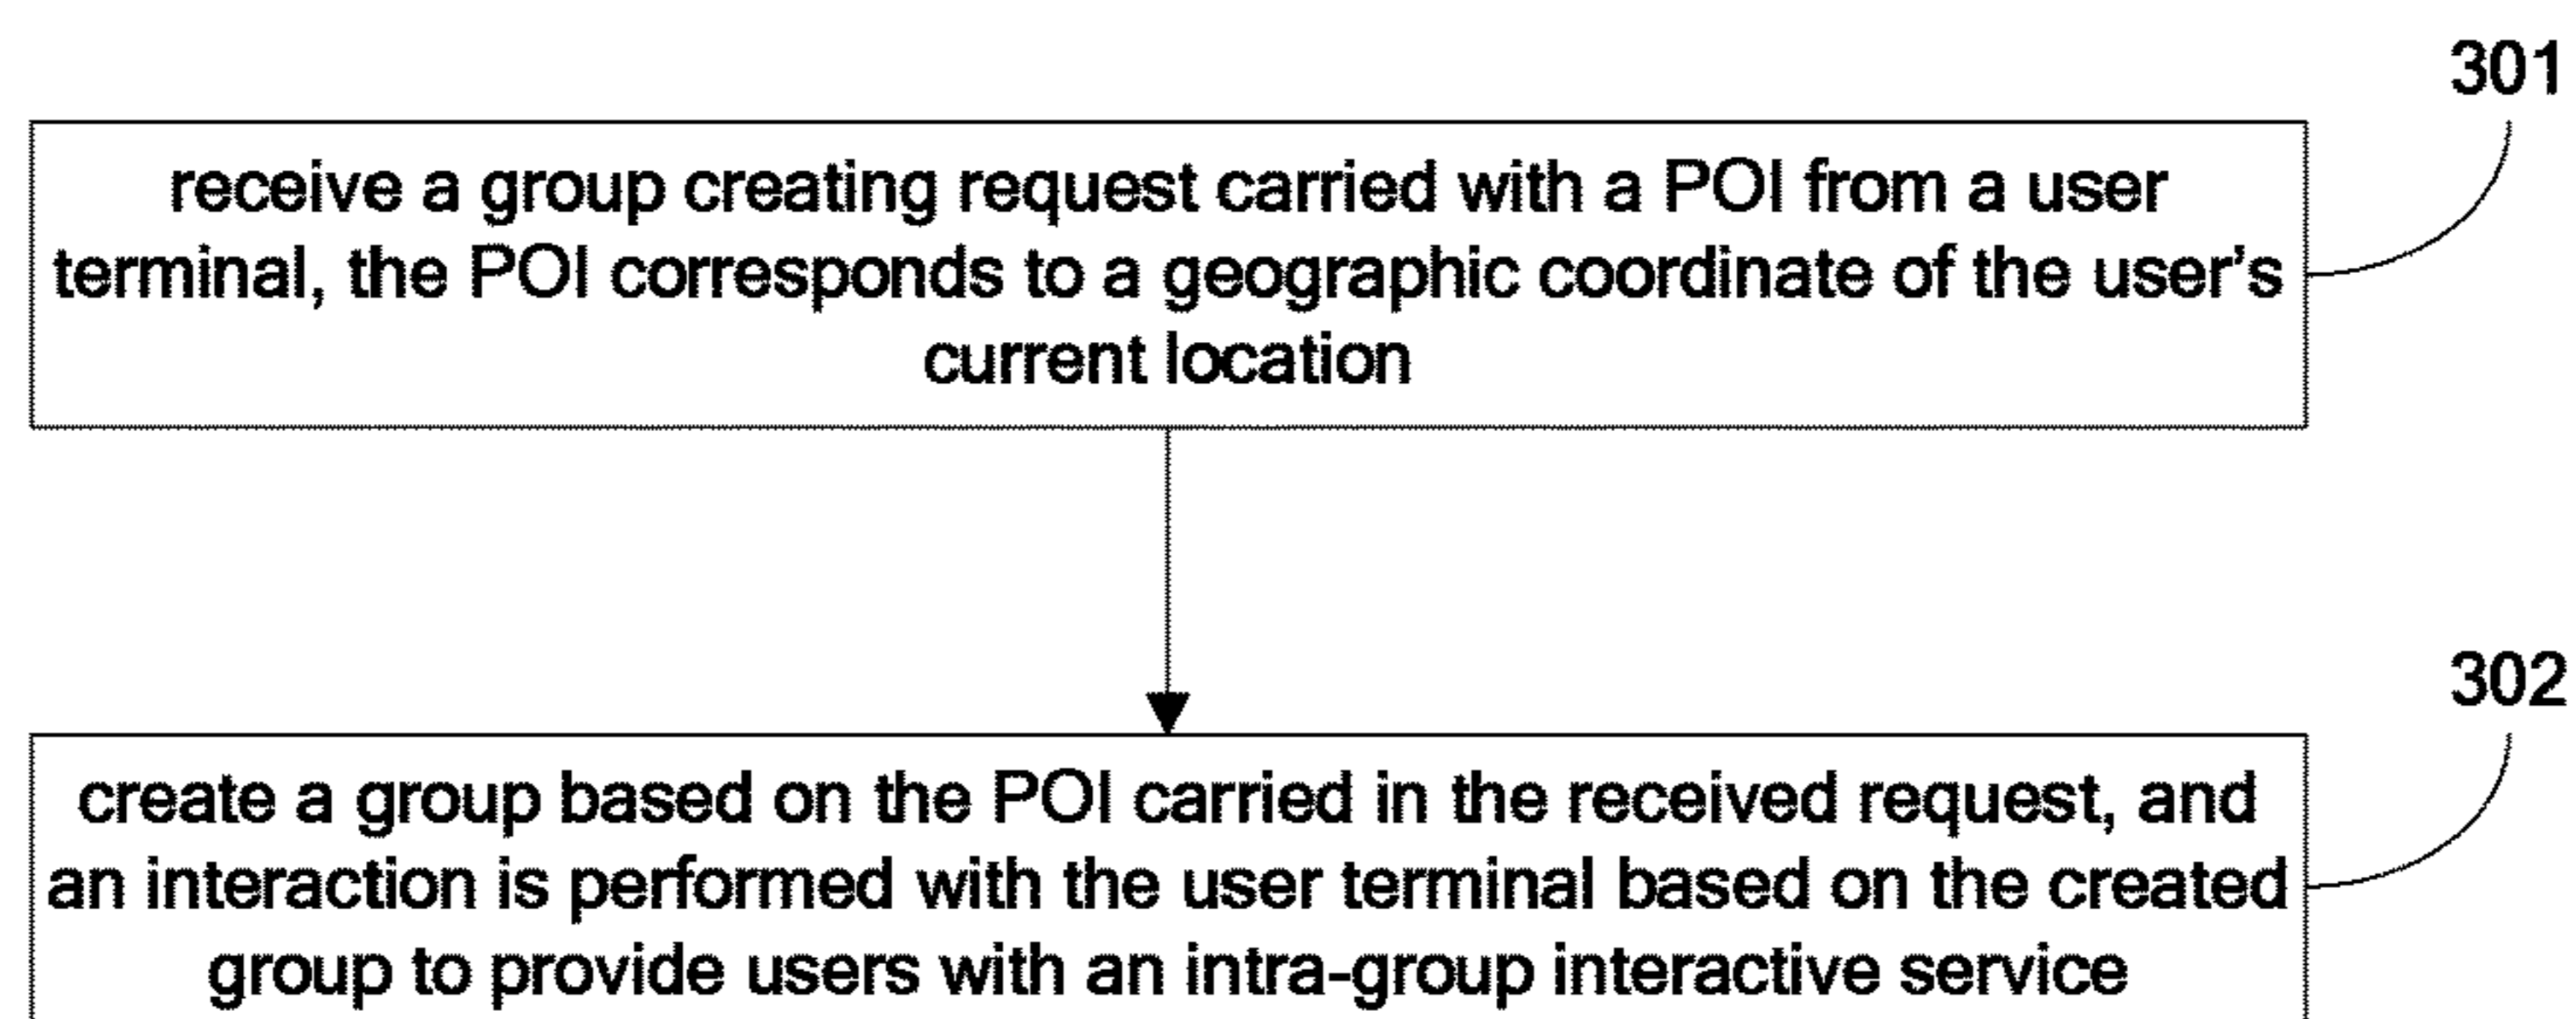 301
receive a group creating request carried with a POI from a user
terminal, the POI corresponds to a geographic coordinate of the user's
current location
302
create a group based on the POI carried in the received request, and
an interaction is performed with the user terminal based on the created
group to provide users with an intra-group interactive service